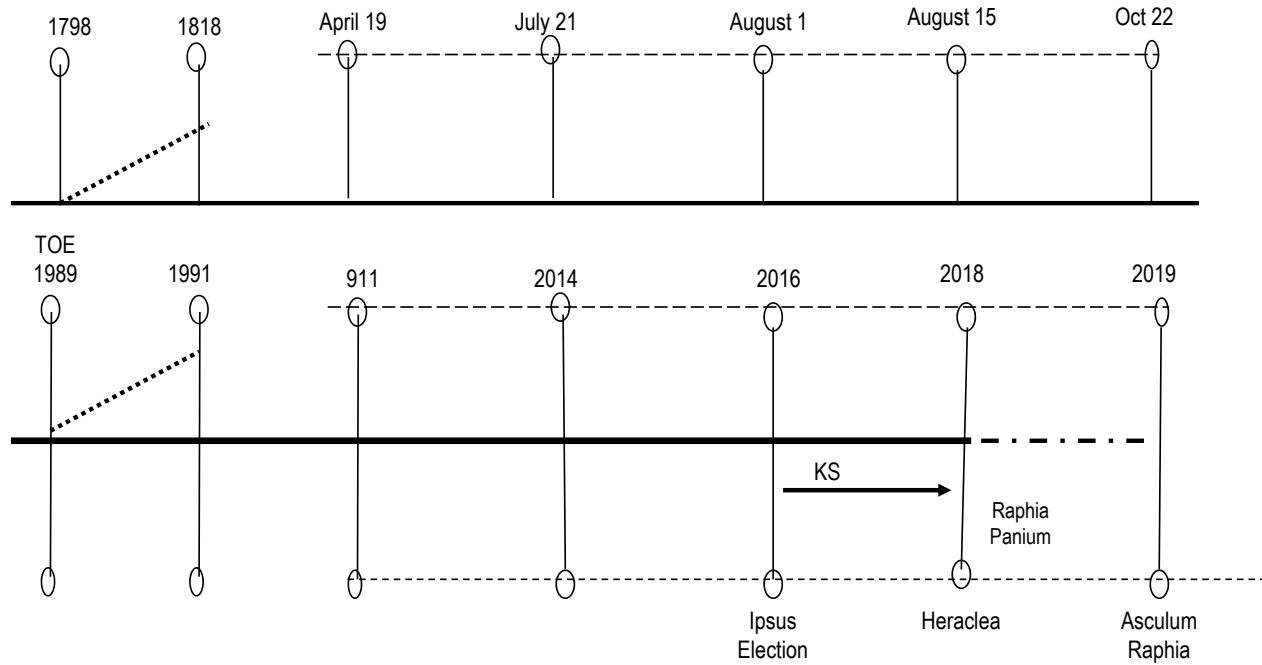 1798
1818
April 19
July 21
August 1
August 15
Oct 22
TOE
1989
1991
911
2014
2016
2018
2019
KS
Raphia
Panium
Ipsus
Election
Heraclea
Asculum
Raphia